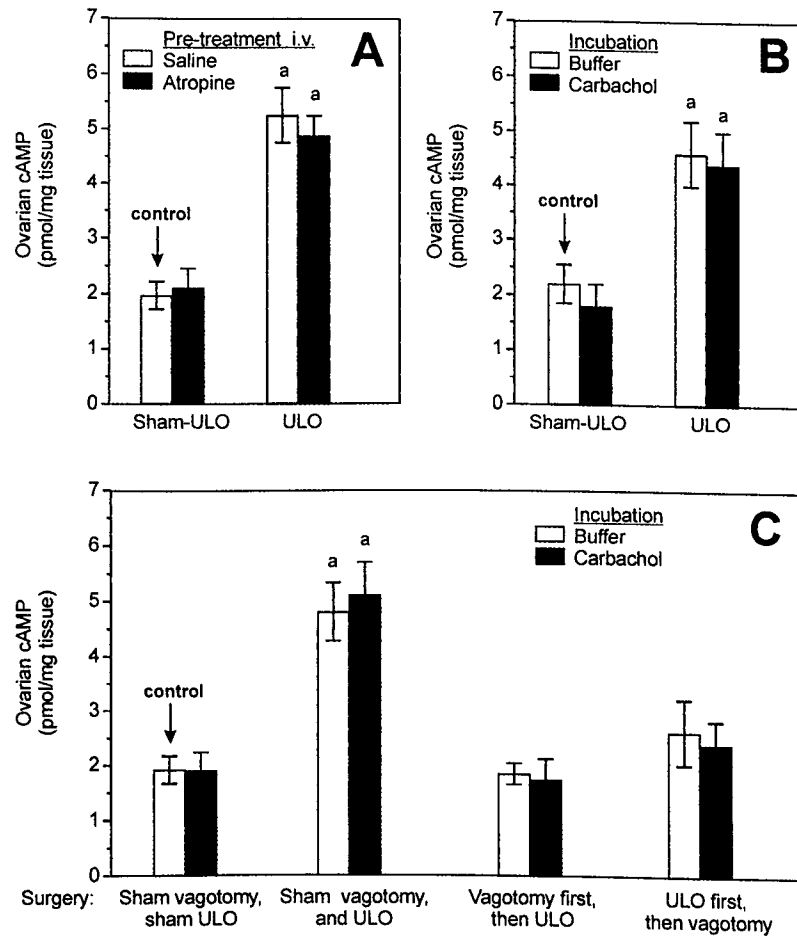 A
Pre-treatment i.v.
Saline
Atropine
Ovarian cAMP
(pmol/mg tissue)
7
6
5
4
3
2
1
0
a
a
control
Sham-ULO
ULO
B
Incubation
Buffer
Carbachol
Ovarian cAMP
(pmol/mg tissue)
7
6
5
4
3
2
1
0
a
a
control
Sham-ULO
ULO
C
Incubation
Buffer
Carbachol
Ovarian cAMP
(pmol/mg tissue)
7
6
5
4
3
2
1
0
a
a
control
Surgery:
Sham vagotomy,
sham ULO
Sham vagotomy,
and ULO
Vagotomy first,
then ULO
ULO first,
then vagotomy